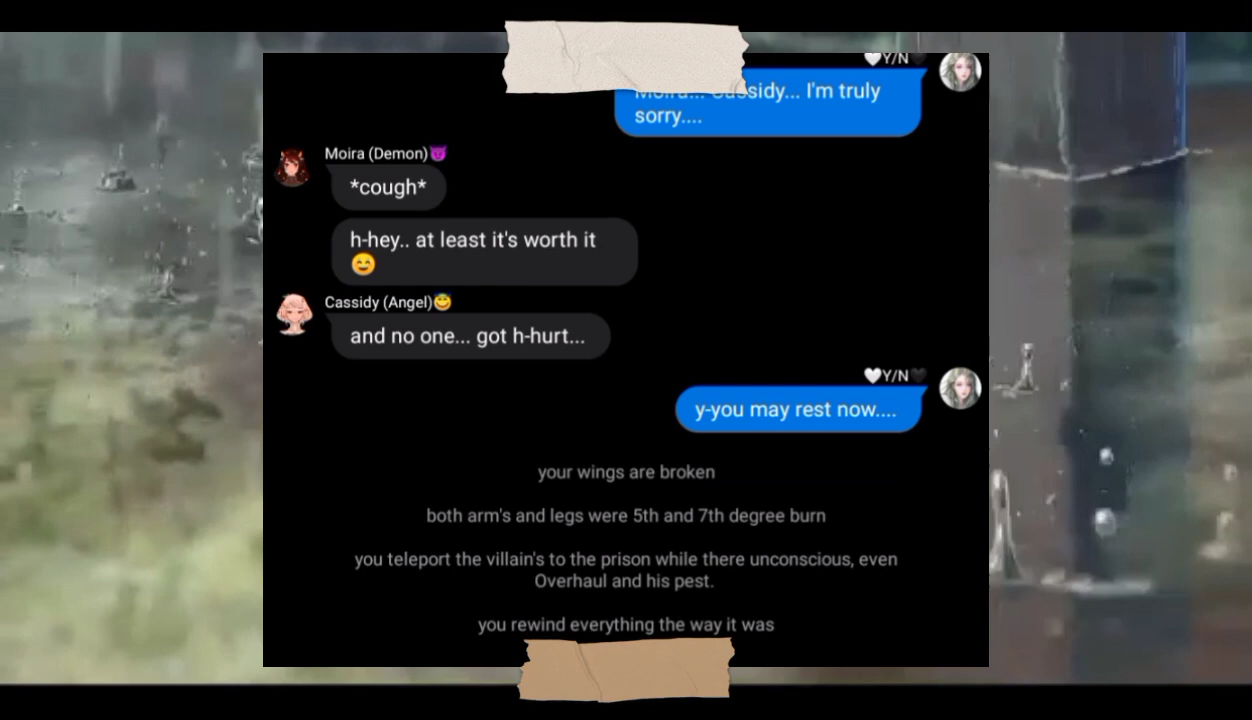 🤍Y/N🖤
Moira... Cassidy... I'm truly
sorry....
Moira (Demon)😈
*cough*
h-hey.. at least it's worth it
😊
Cassidy (Angel)😇
and no one... got h-hurt...
🤍Y/N🖤
y-you may rest now....
your wings are broken
both arm's and legs were 5th and 7th degree burn
you teleport the villain's to the prison while there unconscious, even
Overhaul and his pest.
you rewind everything the way it was